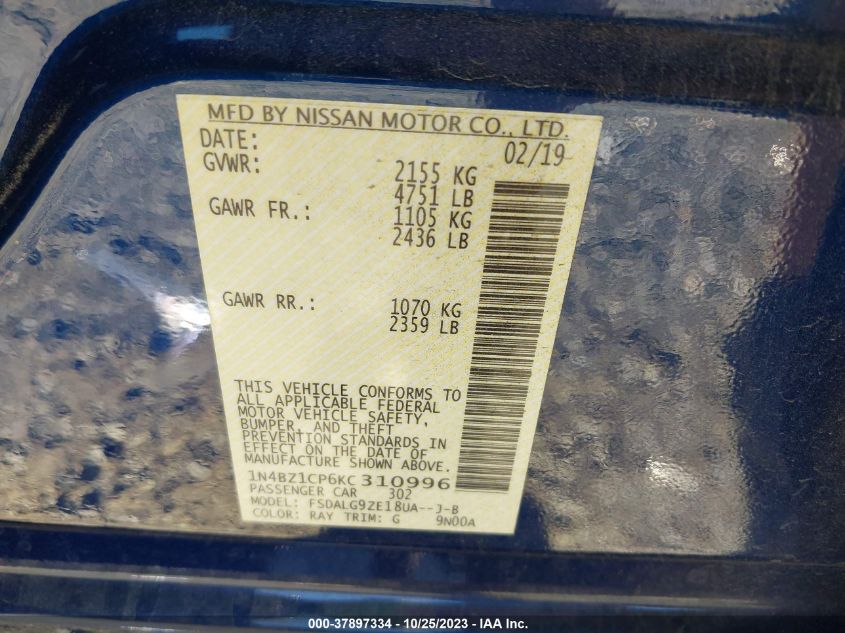 MFD BY NISSAN MOTOR CO., LTD.
DATE: 02/19
GVWR: 2155 KG
4751 LB
GAWR FR.: 1105 KG
2436 LB
GAWR RR.: 1070 KG
2359 LB
THIS VEHICLE CONFORMS TO
ALL APPLICABLE FEDERAL
MOTOR VEHICLE SAFETY,
BUMPER, AND THEFT
PREVENTION STANDARDS IN
EFFECT ON THE DATE OF
MANUFACTURE SHOWN ABOVE.
1N4BZ1CP6KC310996
PASSENGER CAR 302
MODEL: FSDALG9ZE18UA--J-B
COLOR: RAY TRIM: G 9N00A
000-37897334 - 10/25/2023 - IAA Inc.